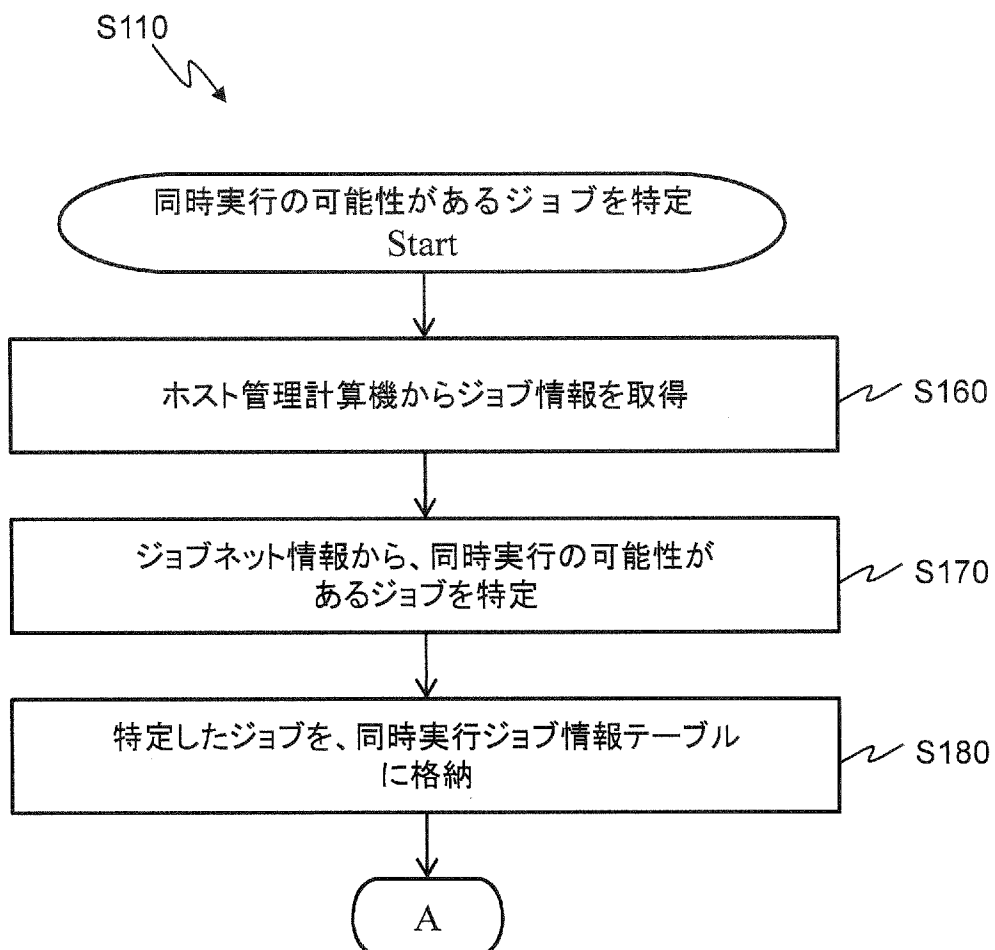 S110
同時実行の可能性があるジョブを特定
Start
ホスト管理計算機からジョブ情報を取得
S160
ジョブネット情報から、同時実行の可能性が
あるジョブを特定
S170
特定したジョブを、同時実行ジョブ情報テーブル
に格納
S180
A